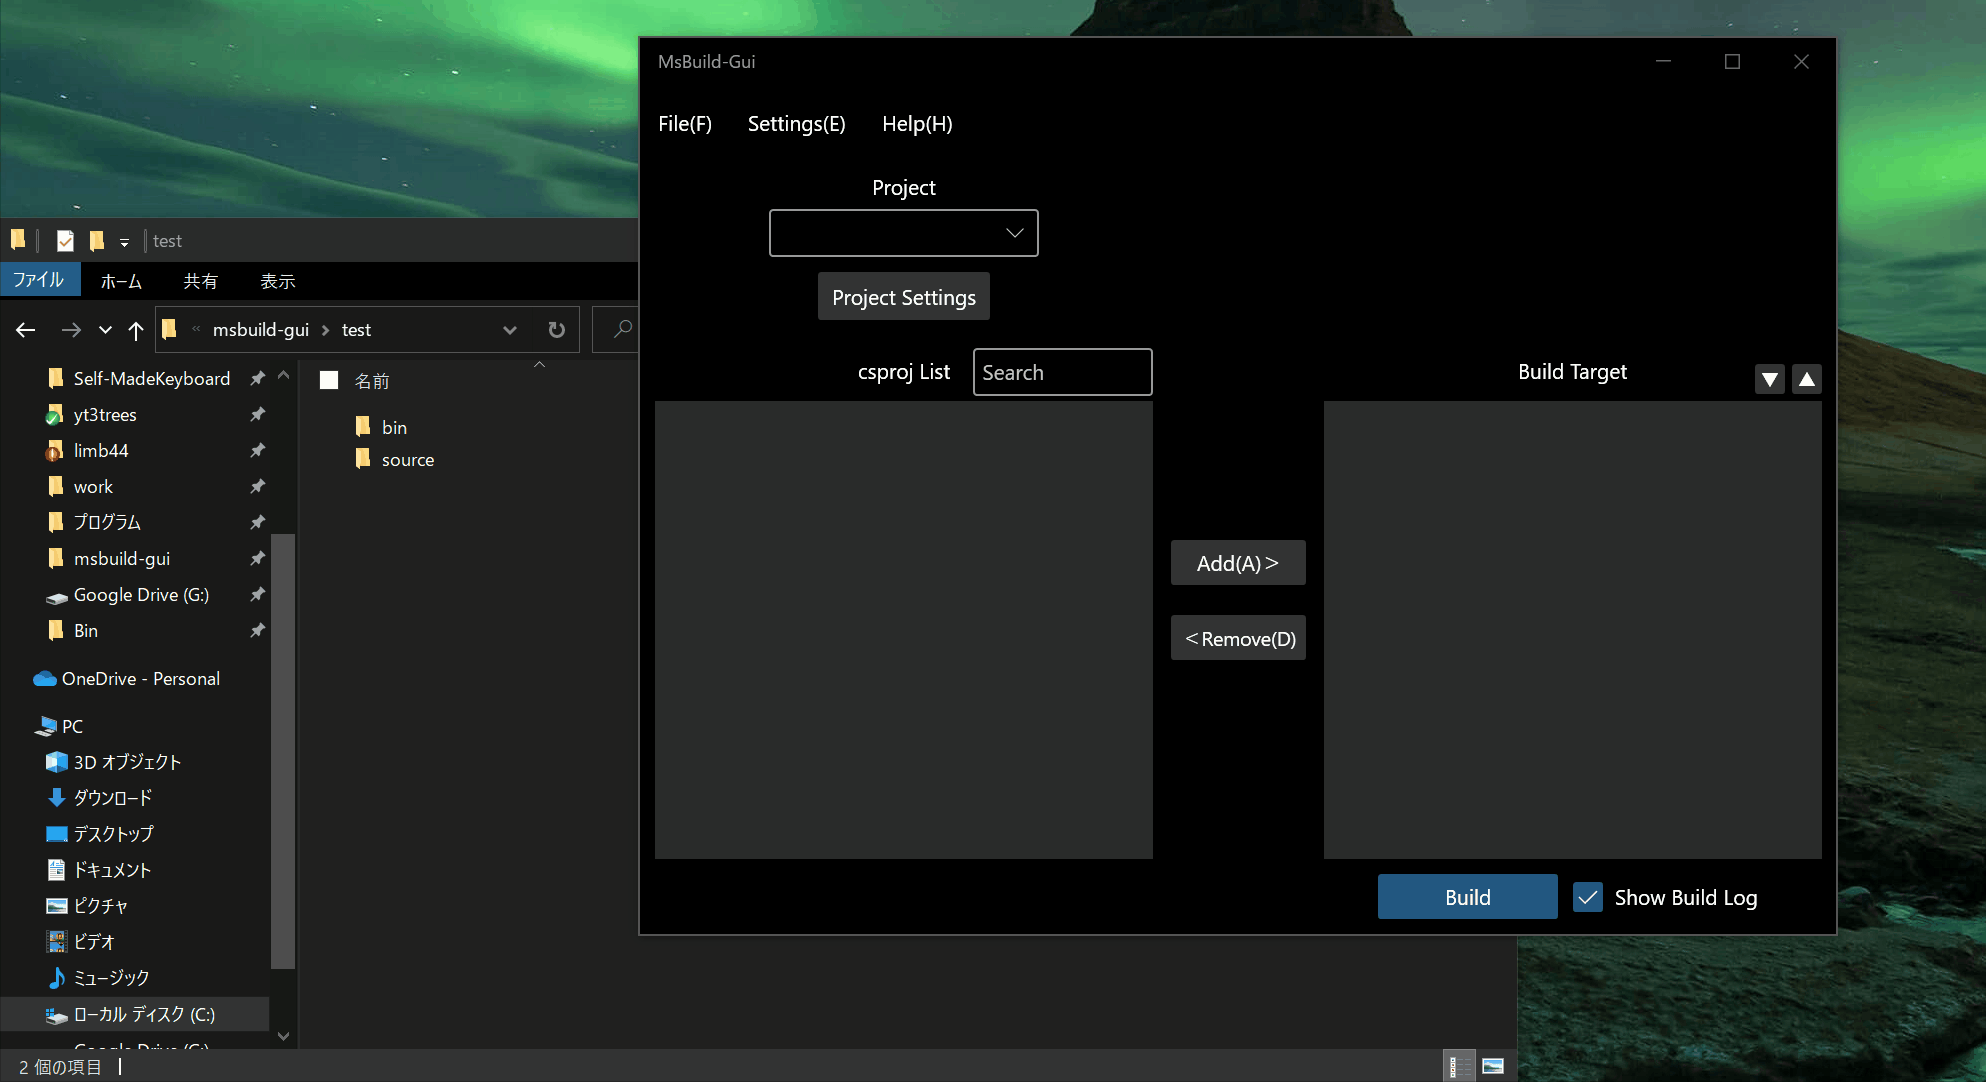 MsBuild-Gui
File(F) Settings(E) Help(H)
Project
Project Settings
csproj List Search
Build Target
▼ ▲
Add(A) >
< Remove(D)
Build Show Build Log
test
ファイル ホーム 共有 表示
« msbuild-gui > test
Self-MadeKeyboard
yt3trees
limb44
work
プログラム
msbuild-gui
Google Drive (G:)
Bin
OneDrive - Personal
PC
3D オブジェクト
ダウンロード
デスクトップ
ドキュメント
ピクチャ
ビデオ
ミュージック
ローカル ディスク (C:)
Google Drive (G:)
名前
bin
source
2 個の項目